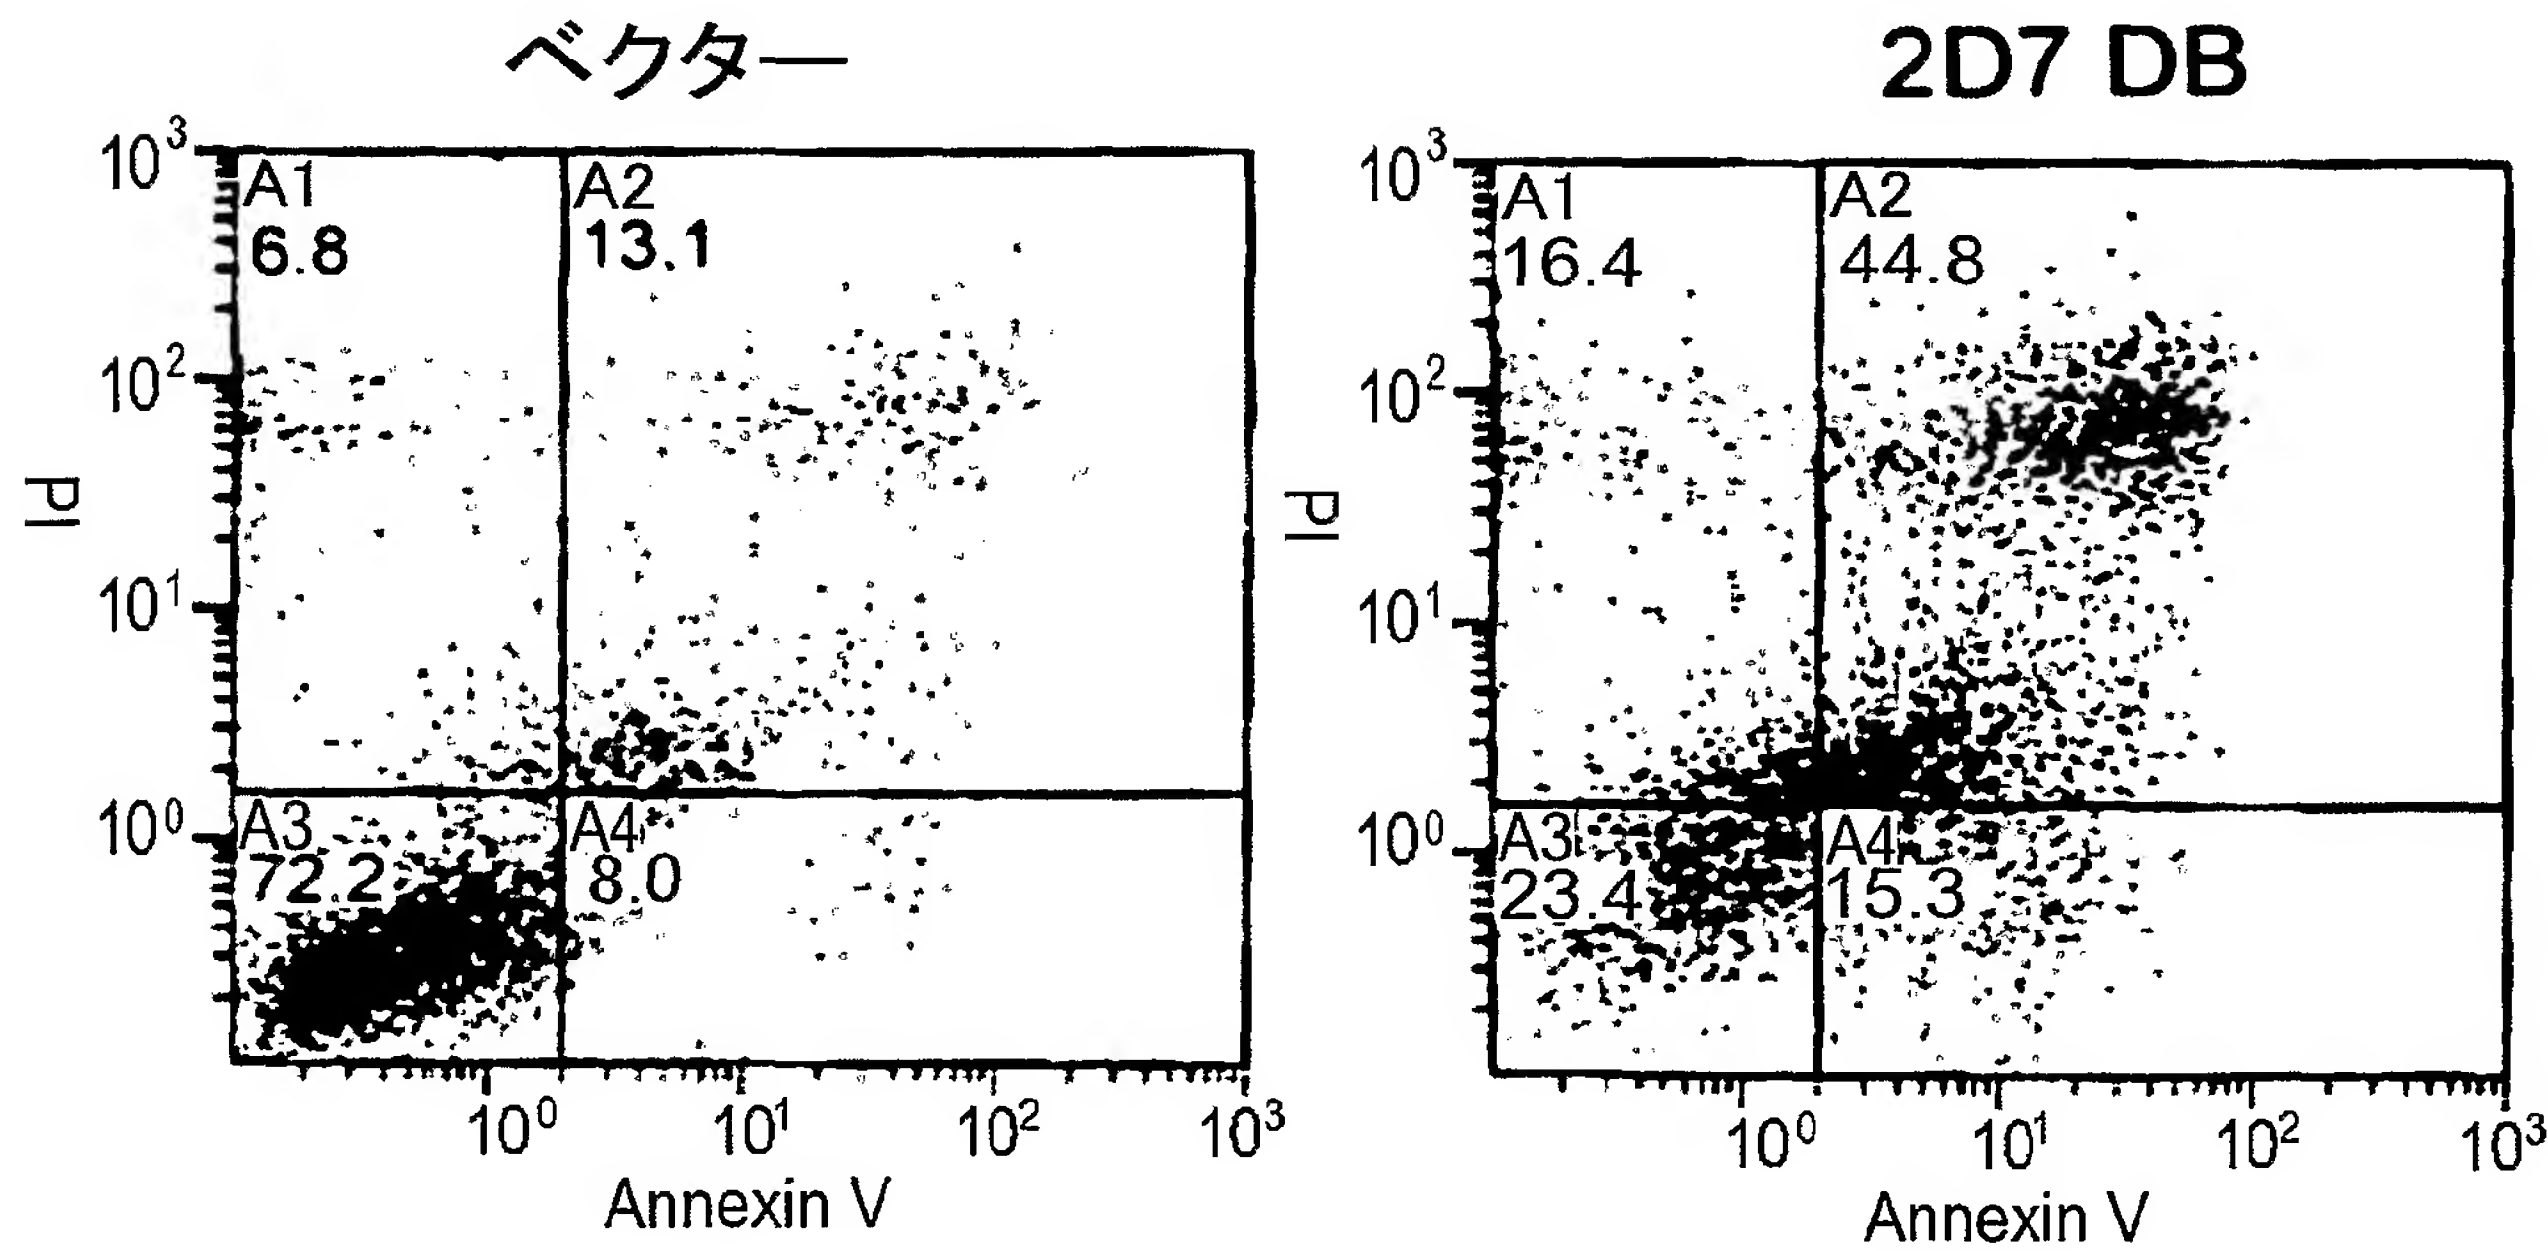 ベクター
10³
A1
6.8
A2
13.1
10²
PI
10¹
10⁰
A3
72.2
A4
8.0
10⁰ 10¹ 10² 10³
Annexin V
2D7 DB
10³
A1
16.4
A2
44.8
10²
PI
10¹
10⁰
A3
23.4
A4
15.3
10⁰ 10¹ 10² 10³
Annexin V